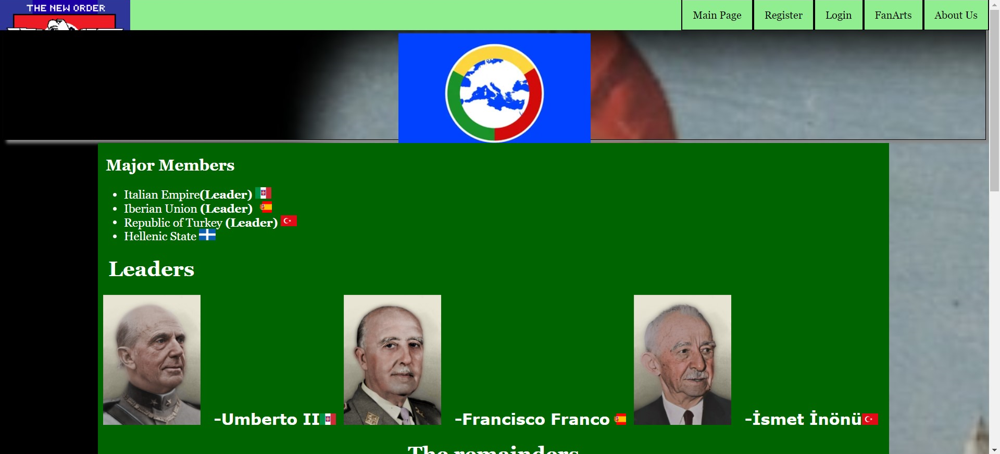 THE NEW ORDER
Main Page
Register
Login
FanArts
About Us
Major Members
Italian Empire(Leader)
Iberian Union (Leader)
Republic of Turkey (Leader)
Hellenic State
Leaders
-Umberto II
-Francisco Franco
-İsmet İnönü
The remainders